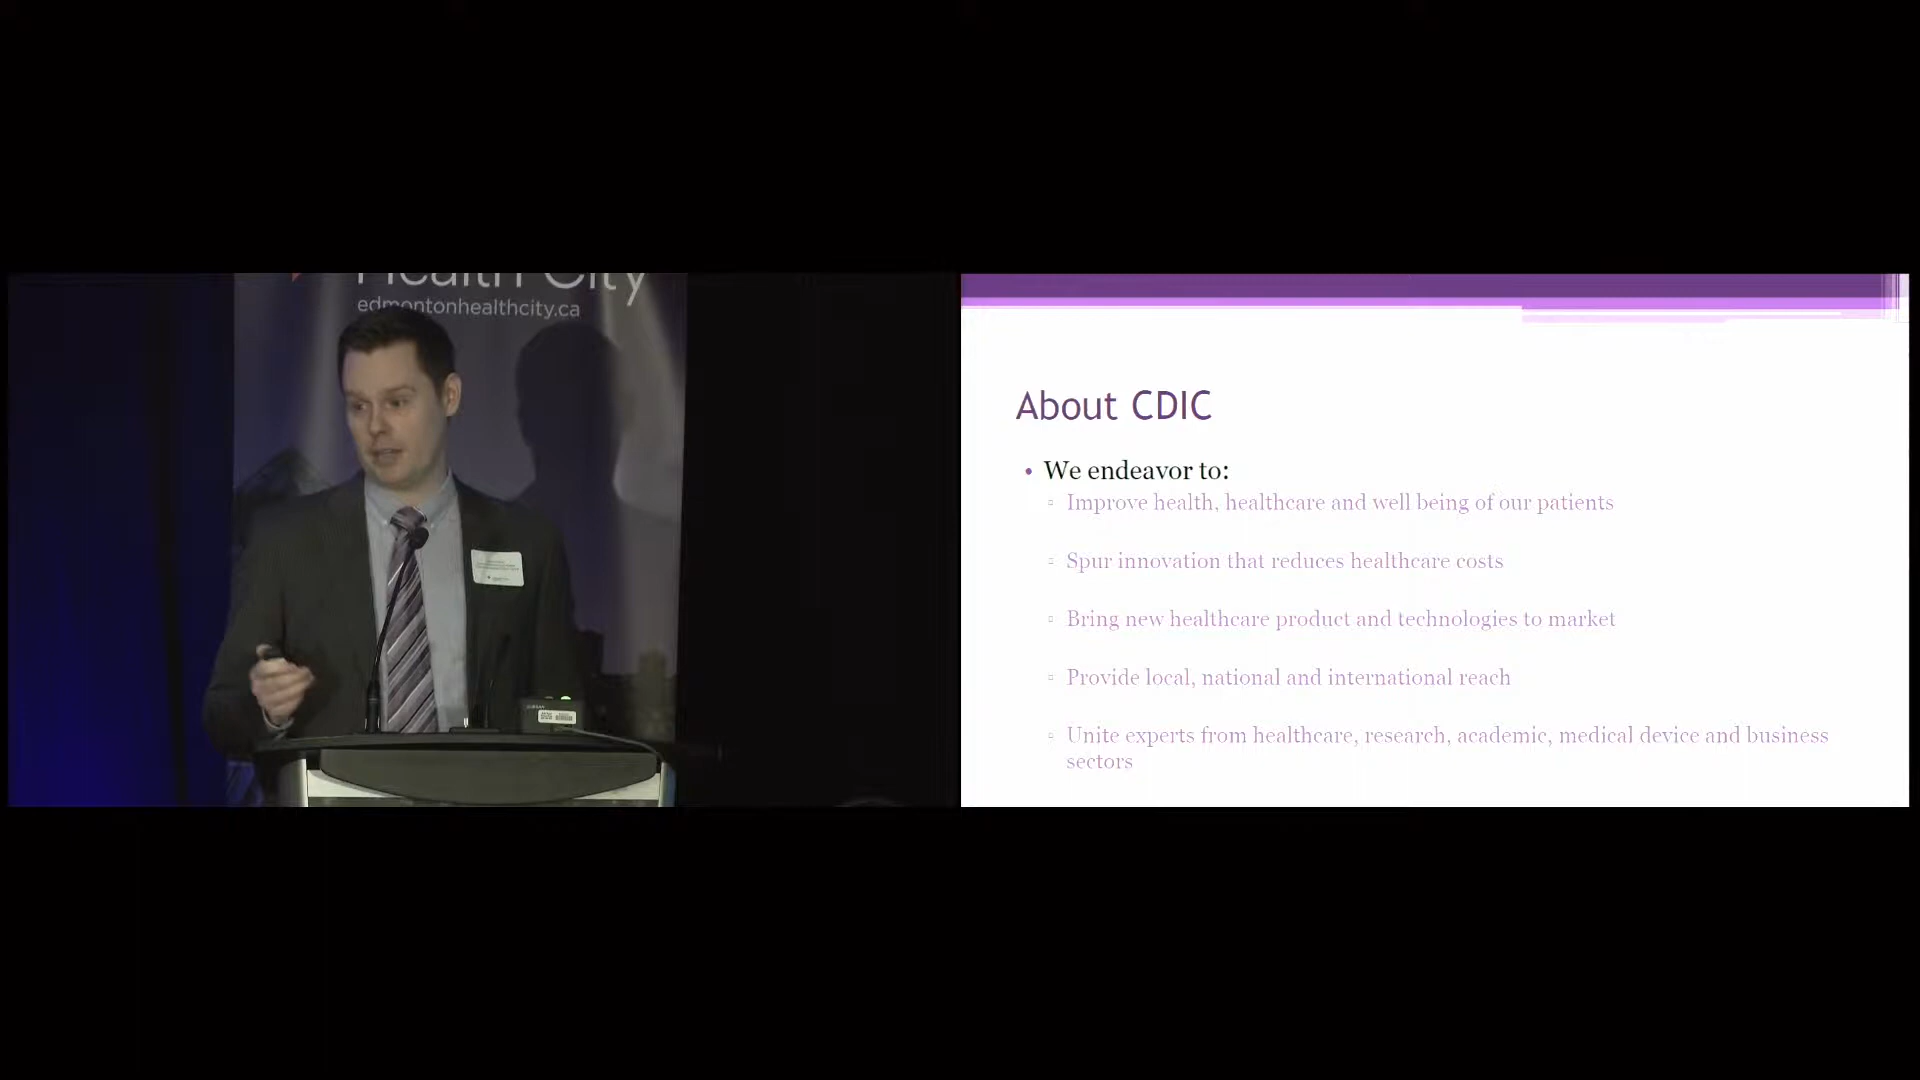 Health City
edmontonhealthcity.ca
About CDIC
• We endeavor to:
▫ Improve health, healthcare and well being of our patients
▫ Spur innovation that reduces healthcare costs
▫ Bring new healthcare product and technologies to market
▫ Provide local, national and international reach
▫ Unite experts from healthcare, research, academic, medical device and business
sectors